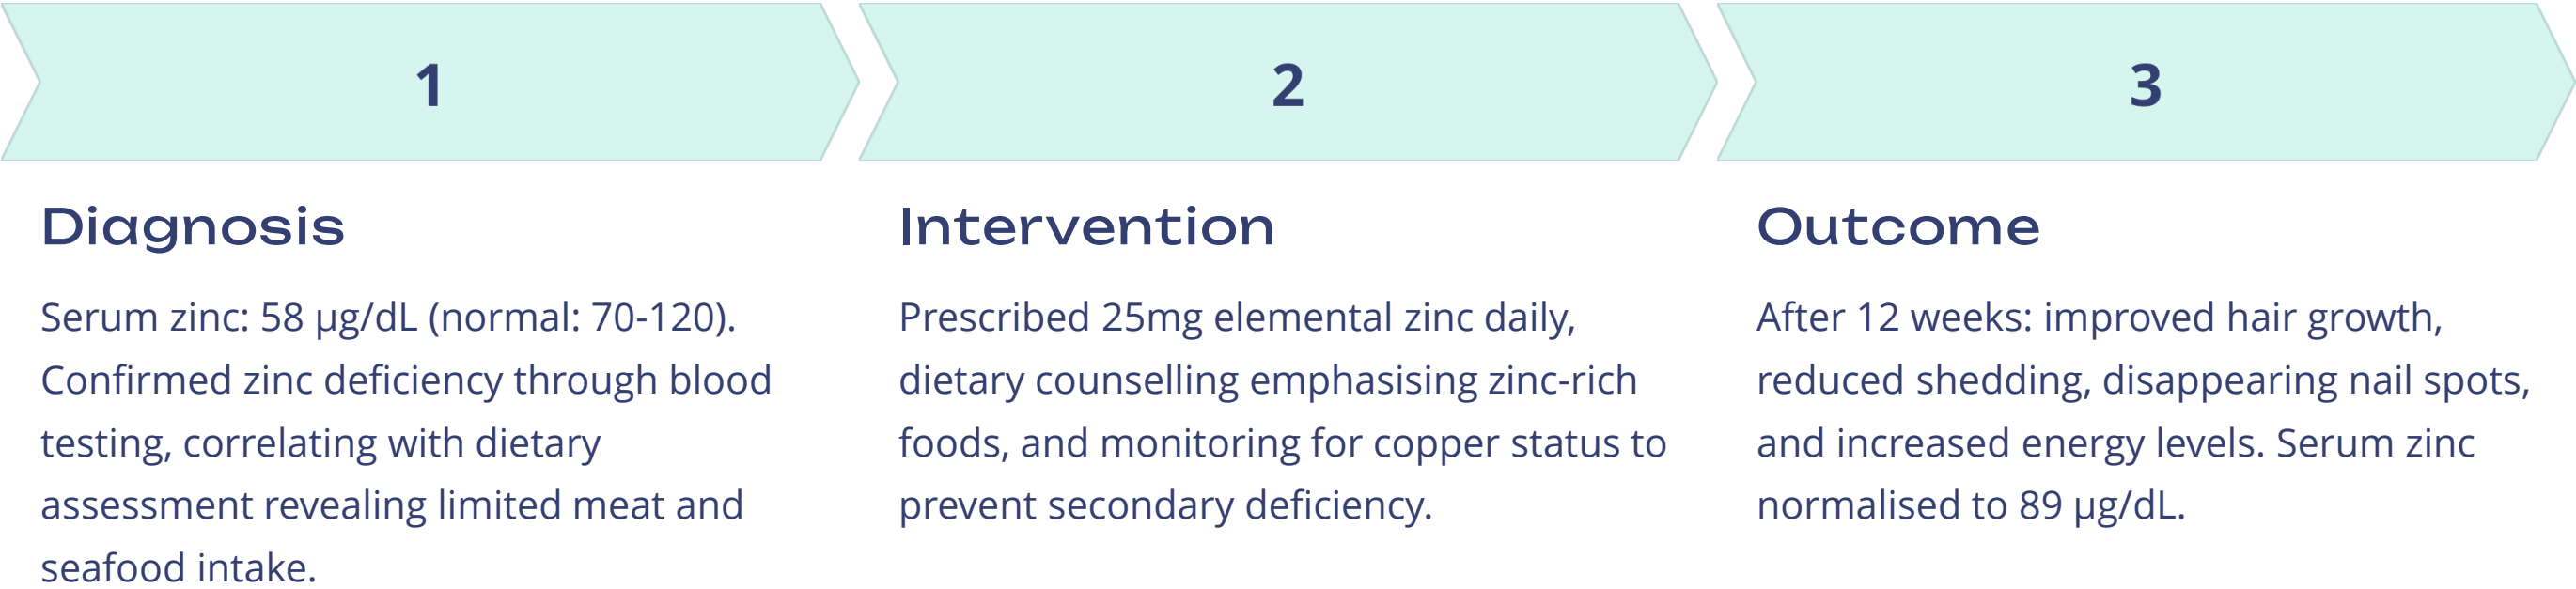 1
Diagnosis
Serum zinc: 58 µg/dL (normal: 70-120).
Confirmed zinc deficiency through blood
testing, correlating with dietary
assessment revealing limited meat and
seafood intake.
2
Intervention
Prescribed 25mg elemental zinc daily,
dietary counselling emphasising zinc-rich
foods, and monitoring for copper status to
prevent secondary deficiency.
3
Outcome
After 12 weeks: improved hair growth,
reduced shedding, disappearing nail spots,
and increased energy levels. Serum zinc
normalised to 89 µg/dL.